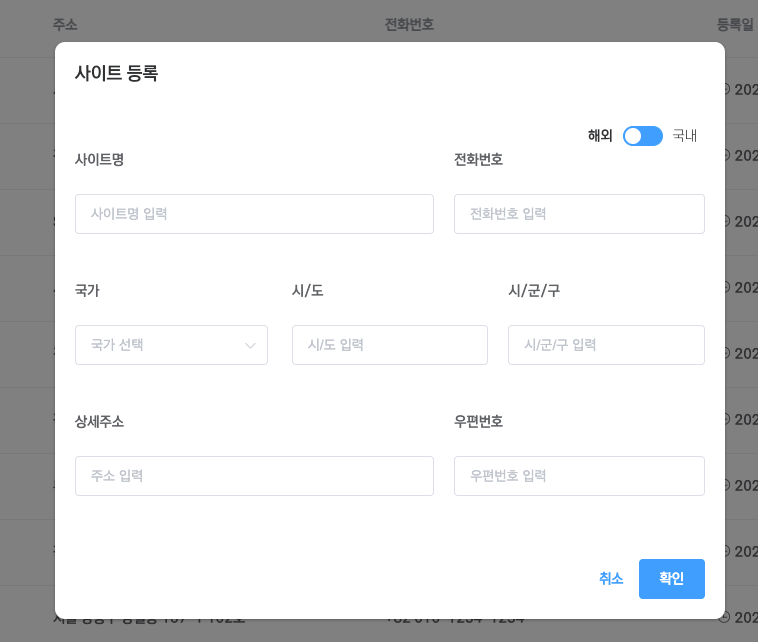 주소 전화번호 등록일
사이트 등록
해외 국내
사이트명 전화번호
사이트명 입력 전화번호 입력
국가 시/도 시/군/구
국가 선택 시/도 입력 시/군/구 입력
상세주소 우편번호
주소 입력 우편번호 입력
취소 확인